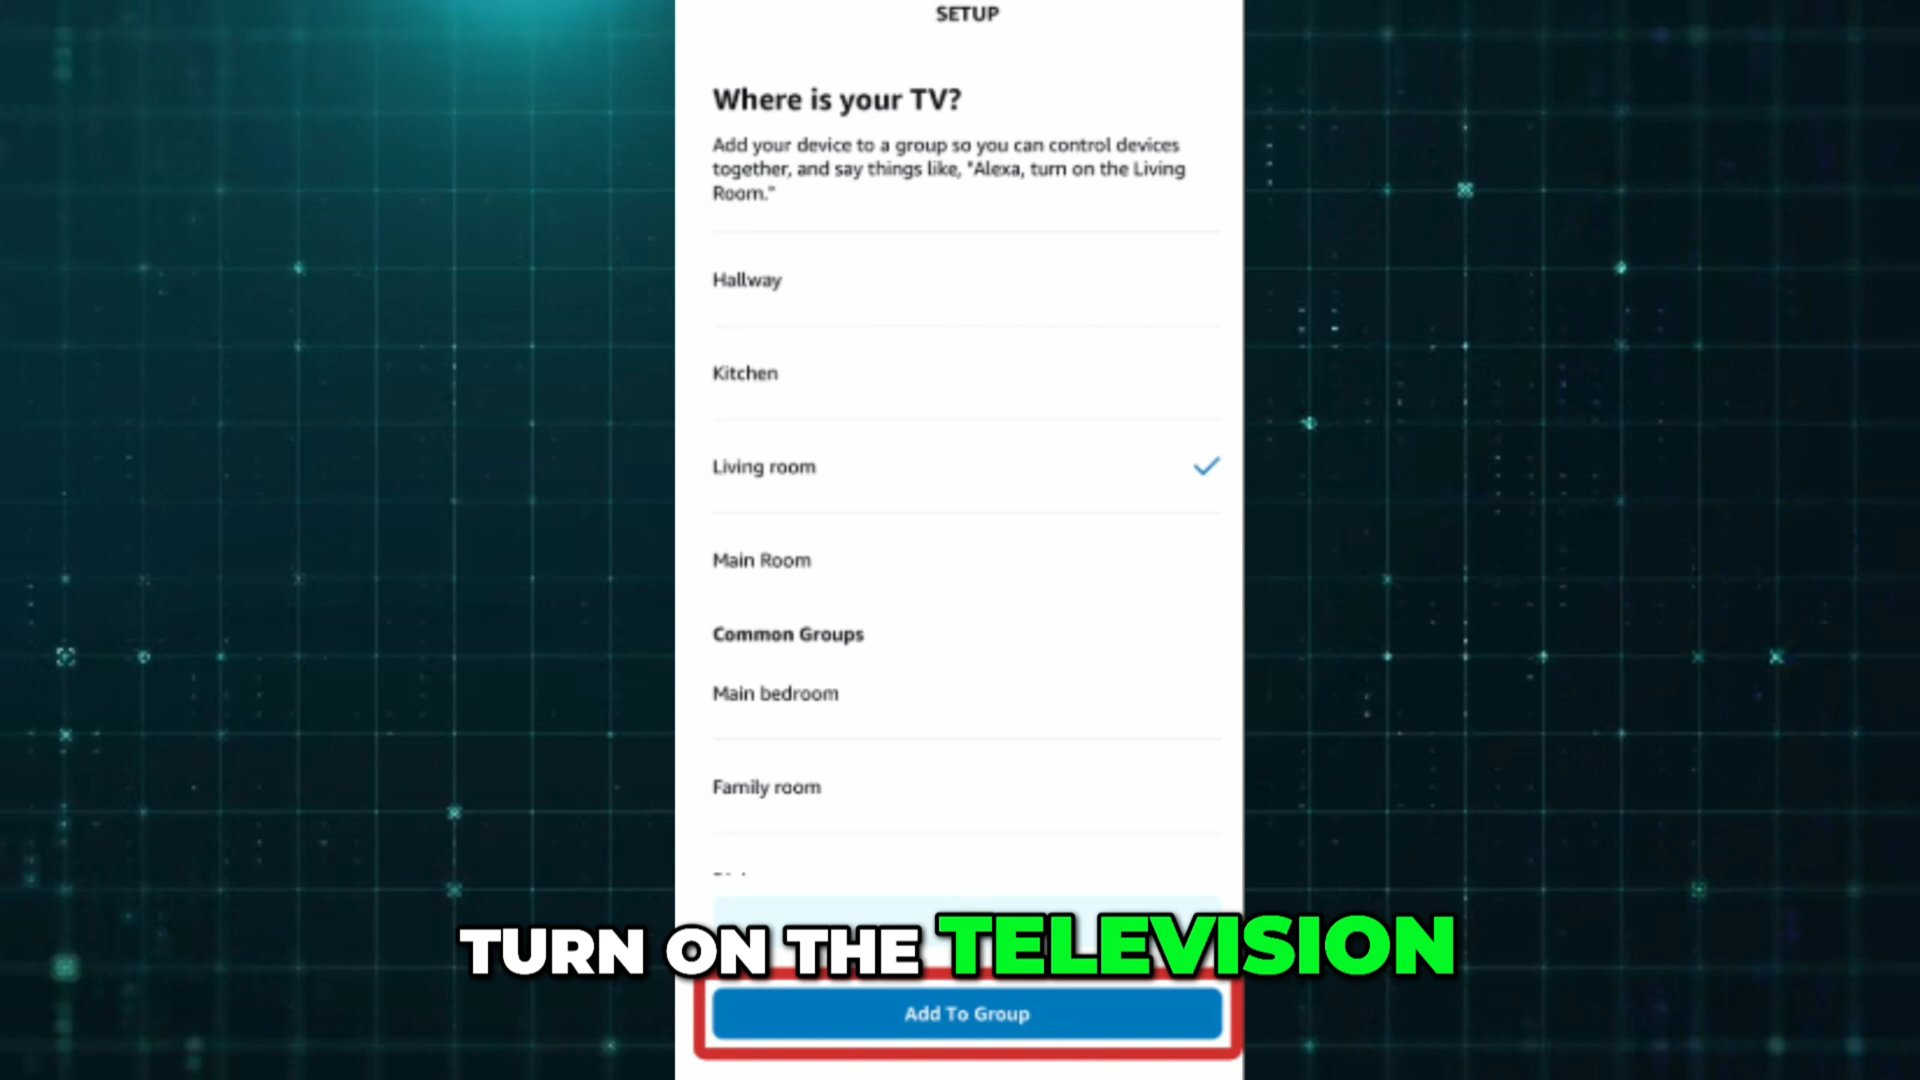 SETUP
Where is your TV?
Add your device to a group so you can control devices
together, and say things like, "Alexa, turn on the Living
Room."
Hallway
Kitchen
Living room
Main Room
Common Groups
Main bedroom
Family room
TURN ON THE TELEVISION
Add To Group